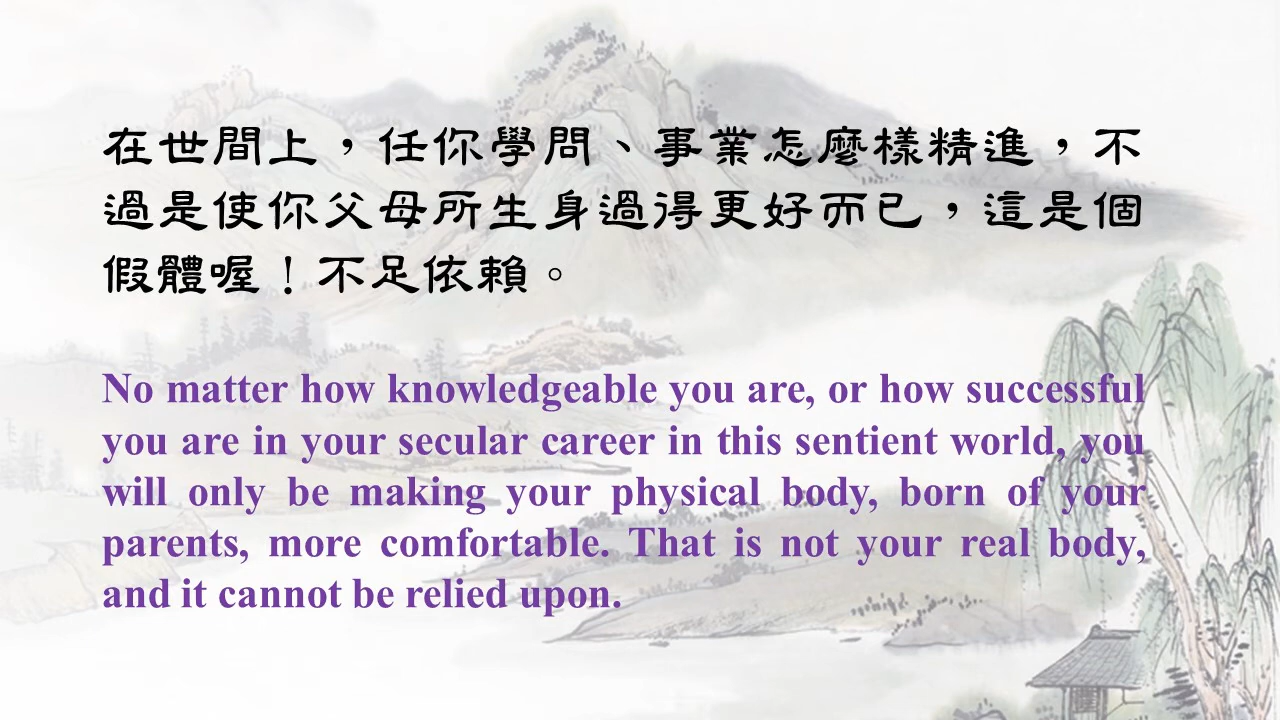 在世間上，任你學問、事業怎麼樣精進，不
過是使你父母所生身過得更好而已，這是個
假體喔！不足依賴。
No matter how knowledgeable you are, or how successful
you are in your secular career in this sentient world, you
will only be making your physical body, born of your
parents, more comfortable. That is not your real body,
and it cannot be relied upon.